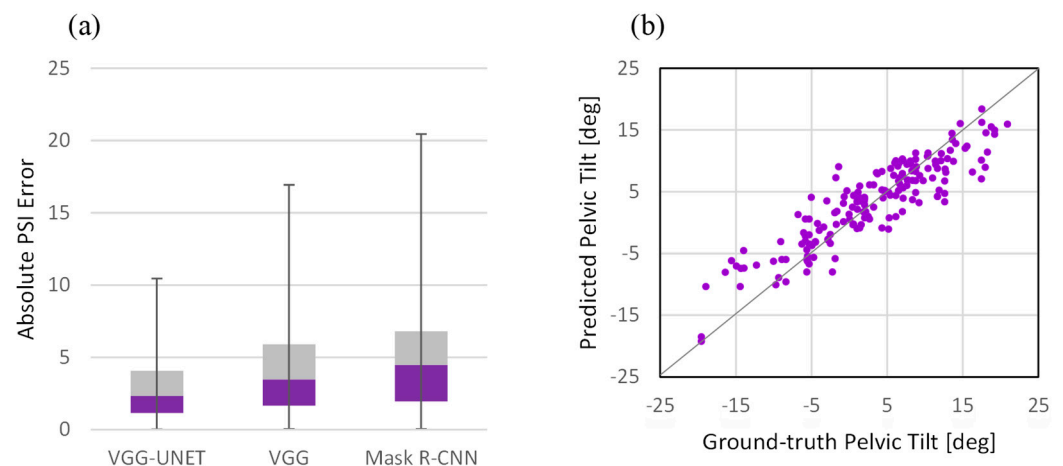 (a)
25
20
15
10
5
0
Absolute PSI Error
VGG-UNET VGG Mask R-CNN
(b)
25
15
5
-5
-15
-25
Predicted Pelvic Tilt [deg]
-25 -15 -5 5 15 25
Ground-truth Pelvic Tilt [deg]